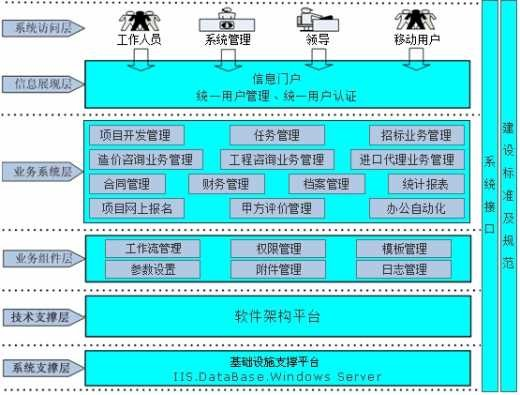 系统访问层
工作人员
系统管理
领导
移动用户
信息展现层
信息门户
统一用户管理、统一用户认证
业务系统层
项目开发管理
任务管理
招标业务管理
造价咨询业务管理
工程咨询业务管理
进口代理业务管理
合同管理
财务管理
档案管理
统计报表
项目网上报名
甲方评价管理
办公自动化
业务组件层
工作流管理
权限管理
模板管理
参数设置
附件管理
日志管理
技术支撑层
软件架构平台
系统支撑层
基础设施支撑平台
IIS.DataBase.Windows Server
系统接口
建设标准及规范